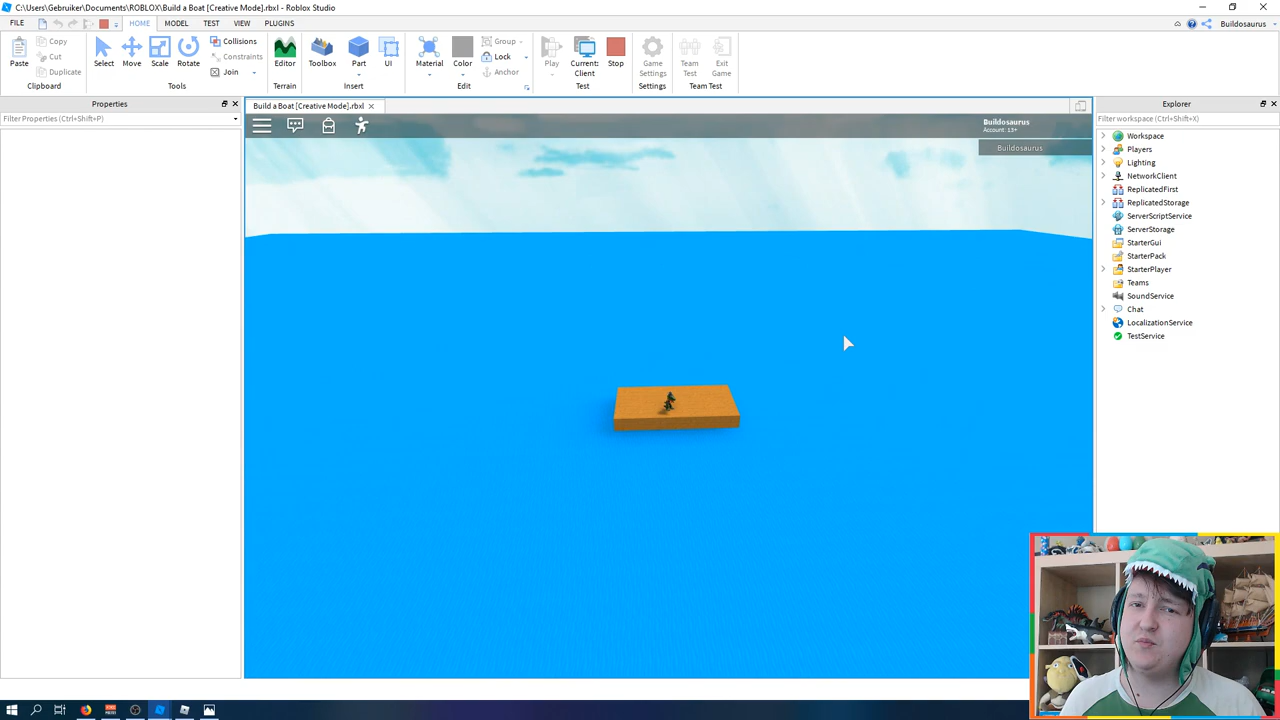 C:\Users\Gebruiker\Documents\ROBLOX\Build a Boat [Creative Mode].rbxl - Roblox Studio
FILE HOME MODEL TEST VIEW PLUGINS Buildosaurus
Paste Copy Cut Duplicate Select Move Scale Rotate Collisions Constraints Join Editor Toolbox Part UI Material Color Group Lock Anchor Play Current: Client Stop Game Settings Team Test Exit Game
Clipboard Tools Terrain Insert Edit Test Settings Team Test
Properties
Filter Properties (Ctrl+Shift+P)
Build a Boat [Creative Mode].rbxl
Buildosaurus
Account: 13+
Buildosaurus
Explorer
Filter workspace (Ctrl+Shift+X)
Workspace
Players
Lighting
NetworkClient
ReplicatedFirst
ReplicatedStorage
ServerScriptService
ServerStorage
StarterGui
StarterPack
StarterPlayer
Teams
SoundService
Chat
LocalizationService
TestService